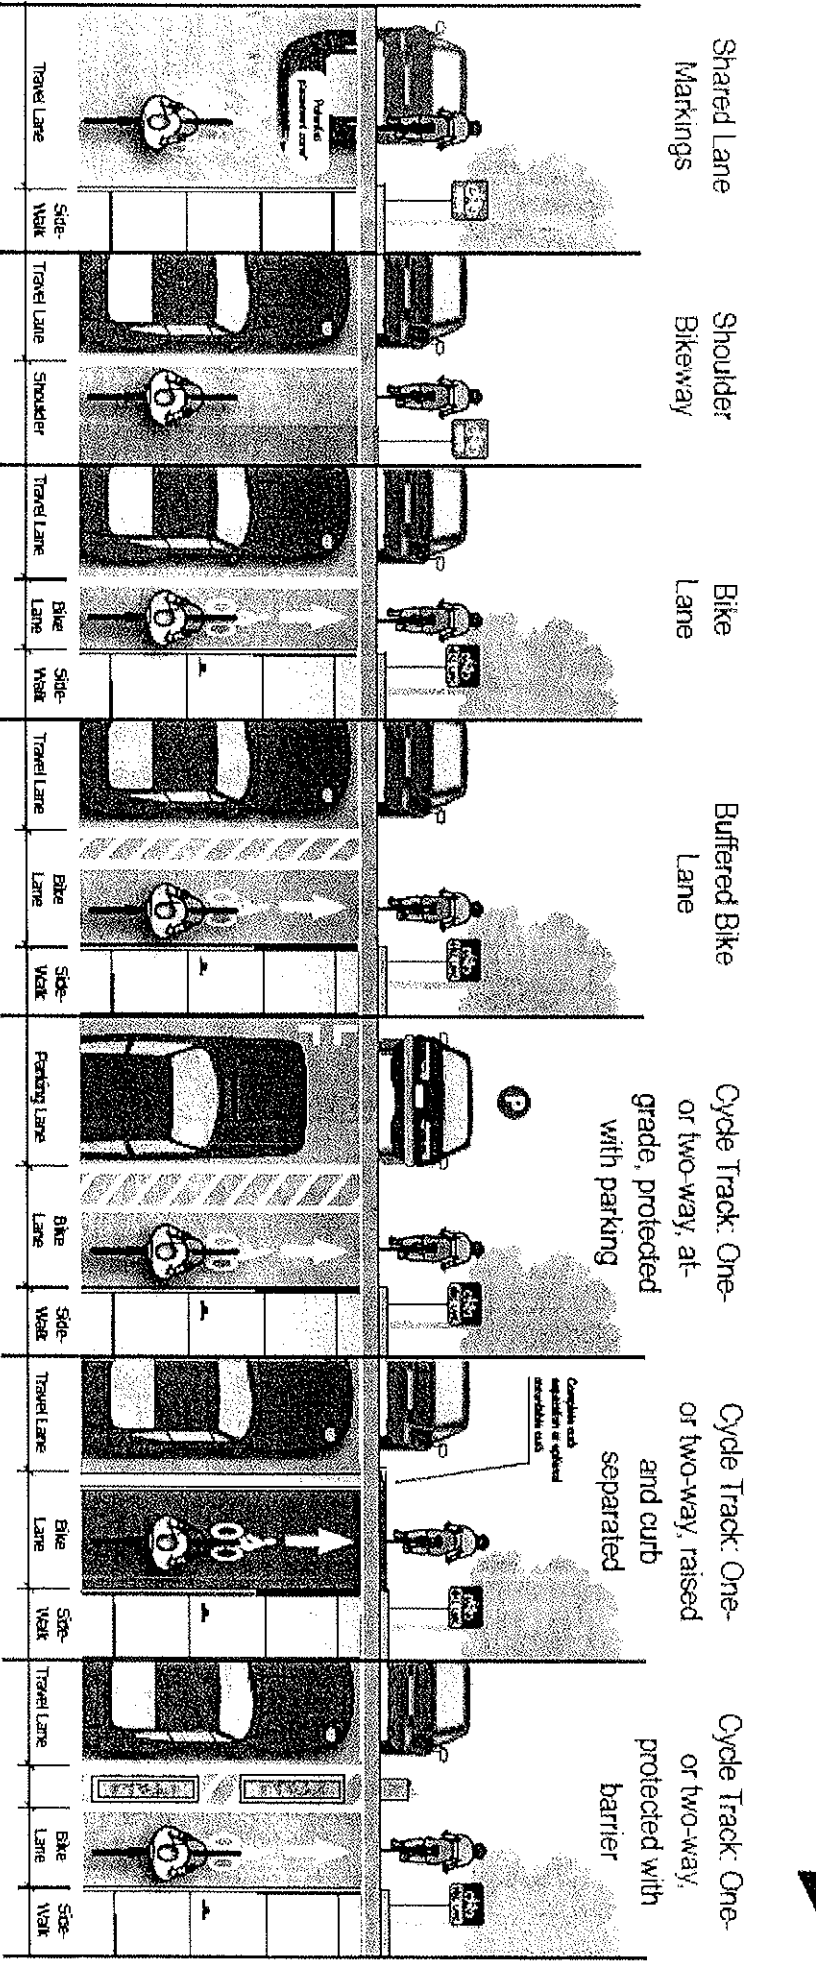 Shared Lane
Markings
Shoulder
Bikeway
Bike
Lane
Buffered Bike
Lane
Cycle Track: One-
or two-way, at-
grade, protected
with parking
Cycle Track: One-
or two-way, raised
and curb
separated
Cycle Track: One-
or two-way,
protected with
barrier
P
Travel Lane
Side-
Walk
Travel Lane
Shoulder
Travel Lane
Bike
Lane
Side-
Walk
Travel Lane
Bike
Lane
Side-
Walk
Parking Lane
Bike
Lane
Side-
Walk
Travel Lane
Bike
Lane
Side-
Walk
Travel Lane
Bike
Lane
Side-
Walk